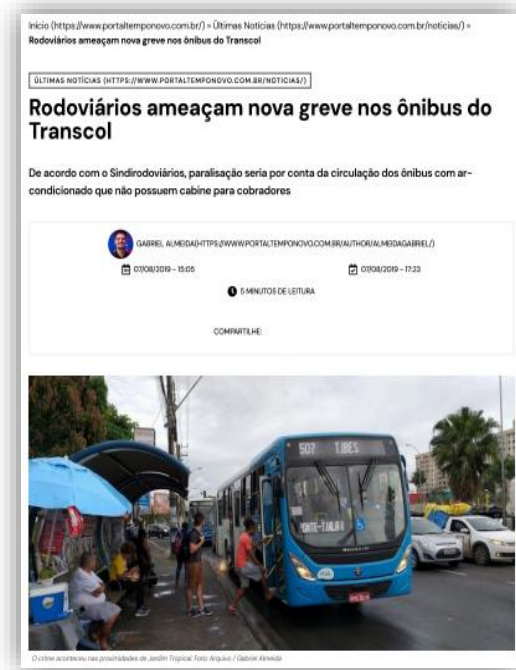 Início (https://www.portaltemponovo.com.br/) » Últimas Notícias (https://www.portaltemponovo.com.br/noticias/) »
Rodoviários ameaçam nova greve nos ônibus do Transcol
ÚLTIMAS NOTÍCIAS (HTTPS://WWW.PORTALTEMPONOVO.COM.BR/NOTICIAS/)
Rodoviários ameaçam nova greve nos ônibus do
Transcol
De acordo com o Sindirodoviários, paralisação seria por conta da circulação dos ônibus com ar-
condicionado que não possuem cabine para cobradores
GABRIEL ALMEIDA(HTTPS://WWW.PORTALTEMPONOVO.COM.BR/AUTHOR/ALMEIDAGABRIEL/)
07/08/2019 - 15:05
07/08/2019 - 17:23
5 MINUTOS DE LEITURA
COMPARTILHE:
507 T.IBES
O crime aconteceu nas proximidades de Jardim Tropical. Foto: Arquivo / Gabriel Almeida